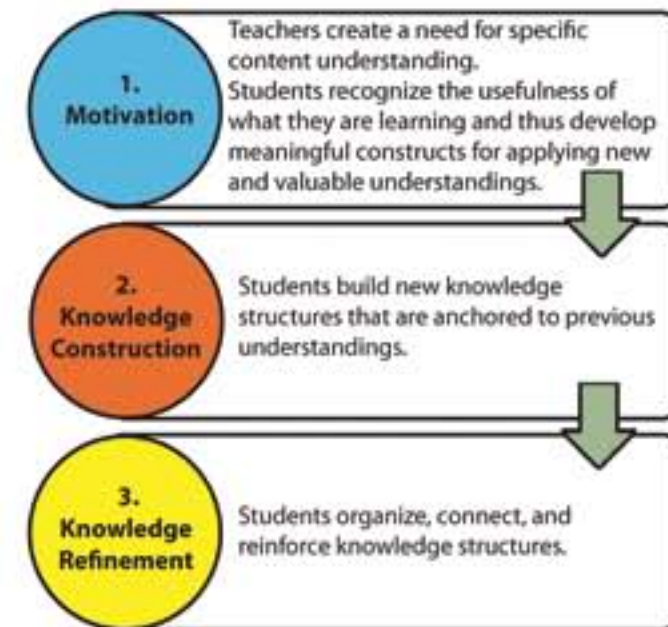 1.
Motivation
Teachers create a need for specific
content understanding.
Students recognize the usefulness of
what they are learning and thus develop
meaningful constructs for applying new
and valuable understandings.
2.
Knowledge
Construction
Students build new knowledge
structures that are anchored to previous
understandings.
3.
Knowledge
Refinement
Students organize, connect, and
reinforce knowledge structures.